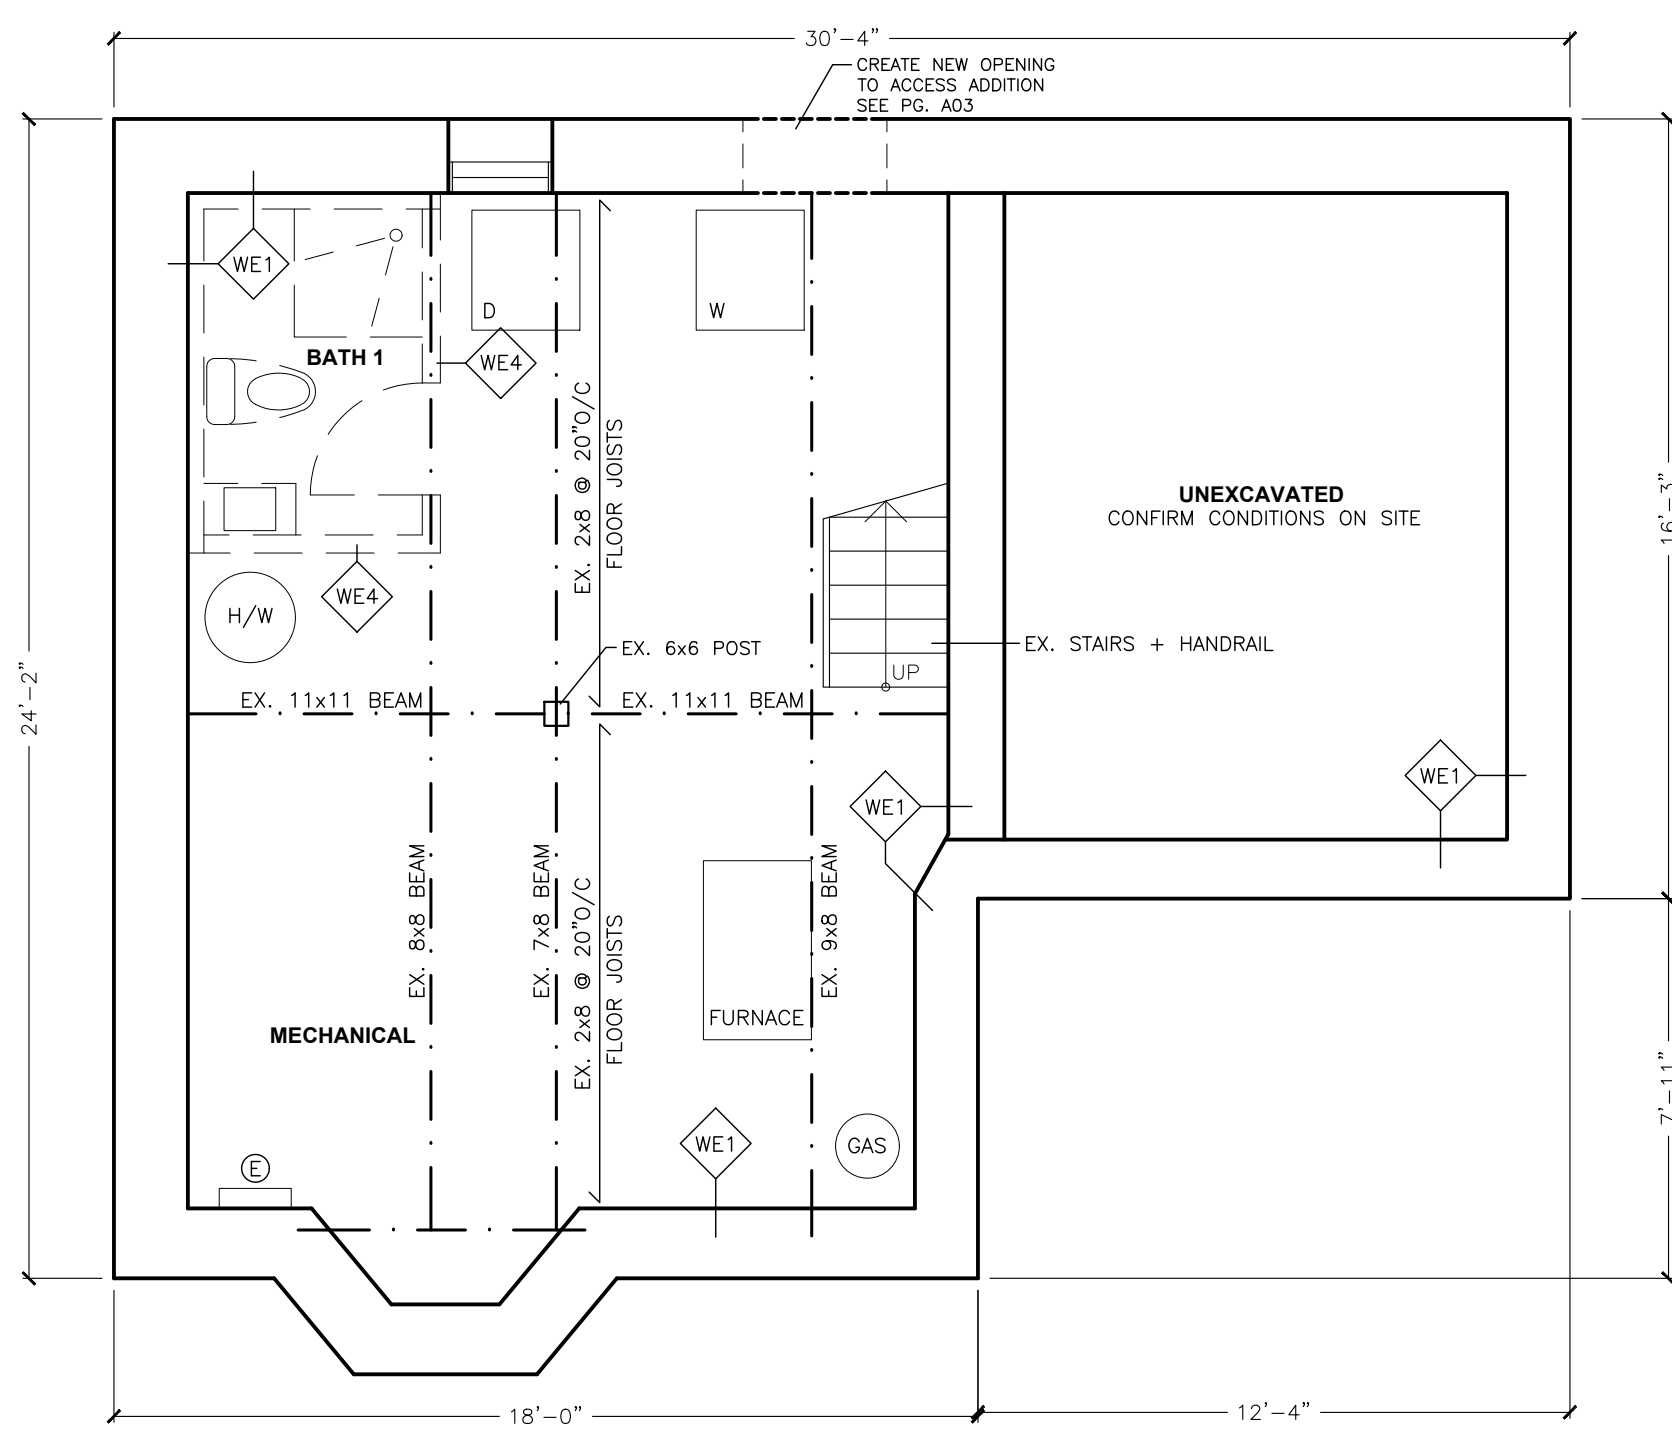 30'-4"
CREATE NEW OPENING
TO ACCESS ADDITION
SEE PG. A03
WE1
D
W
BATH 1
WE4
EX. 2x8 @ 20"O/C
FLOOR JOISTS
UNEXCAVATED
CONFIRM CONDITIONS ON SITE
16'-3"
WE4
H/W
EX. 6x6 POST
EX. STAIRS + HANDRAIL
UP
24'-2"
EX. 11x11 BEAM
EX. 11x11 BEAM
WE1
WE1
EX. 8x8 BEAM
EX. 7x8 BEAM
EX. 2x8 @ 20"O/C
FLOOR JOISTS
EX. 9x8 BEAM
FURNACE
MECHANICAL
7'-11"
WE1
GAS
E
18'-0"
12'-4"